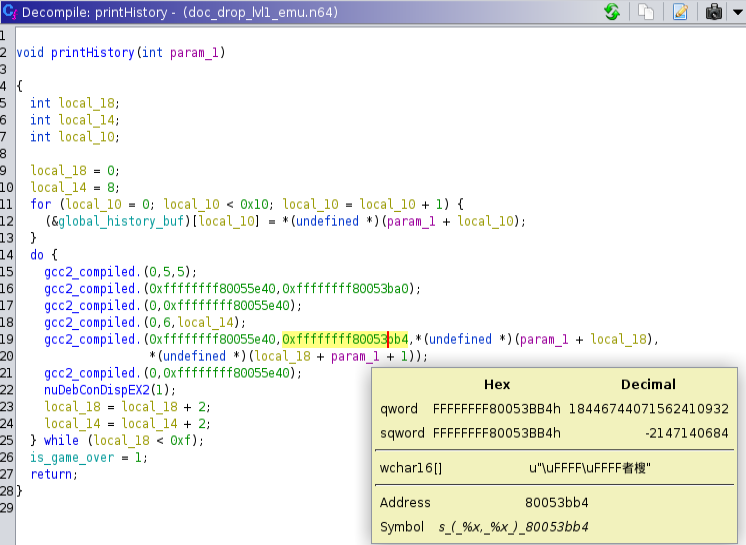 Decompile: printHistory - (doc_drop_lvl1_emu.n64)
1
2 void printHistory(int param_1)
3
4 {
5 int local_18;
6 int local_14;
7 int local_10;
8
9 local_18 = 0;
10 local_14 = 8;
11 for (local_10 = 0; local_10 < 0x10; local_10 = local_10 + 1) {
12 (&global_history_buf)[local_10] = *(undefined *)(param_1 + local_10);
13 }
14 do {
15 gcc2_compiled.(0,5,5);
16 gcc2_compiled.(0xffffffff80055e40,0xffffffff80053ba0);
17 gcc2_compiled.(0,0xffffffff80055e40);
18 gcc2_compiled.(0,6,local_14);
19 gcc2_compiled.(0xffffffff80055e40,0xffffffff80053bb4,*(undefined *)(param_1 + local_18),
20 *(undefined *)(local_18 + param_1 + 1));
21 gcc2_compiled.(0,0xffffffff80055e40);
22 nuDebConDispEX2(1);
23 local_18 = local_18 + 2;
24 local_14 = local_14 + 2;
25 } while (local_18 < 0xf);
26 is_game_over = 1;
27 return;
28 }
29
Hex Decimal
qword FFFFFFFF80053BB4h 18446744071562410932
sqword FFFFFFFF80053BB4h -2147140684
wchar16[] u"\uFFFF\uFFFF者
Address 80053bb4
Symbol s_(_%x,_%x_)_80053bb4